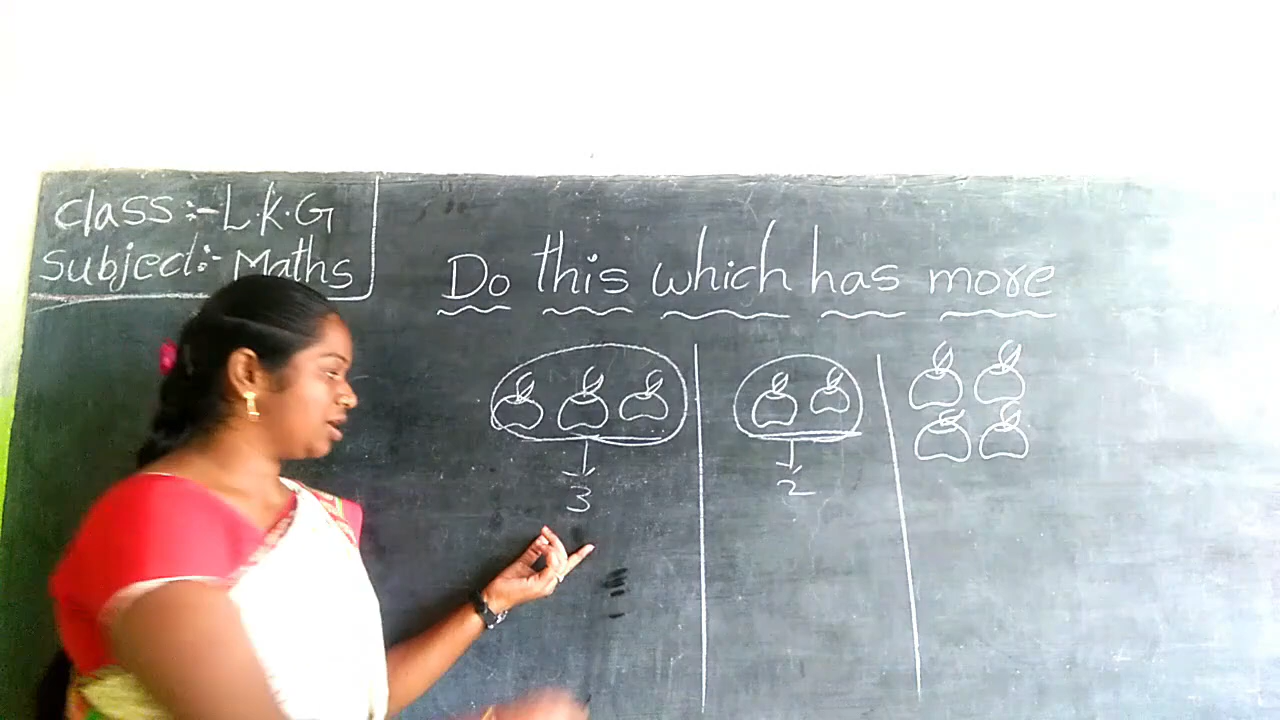 Class :- L.K.G
Subject :- Maths
Do this which has more
3
2